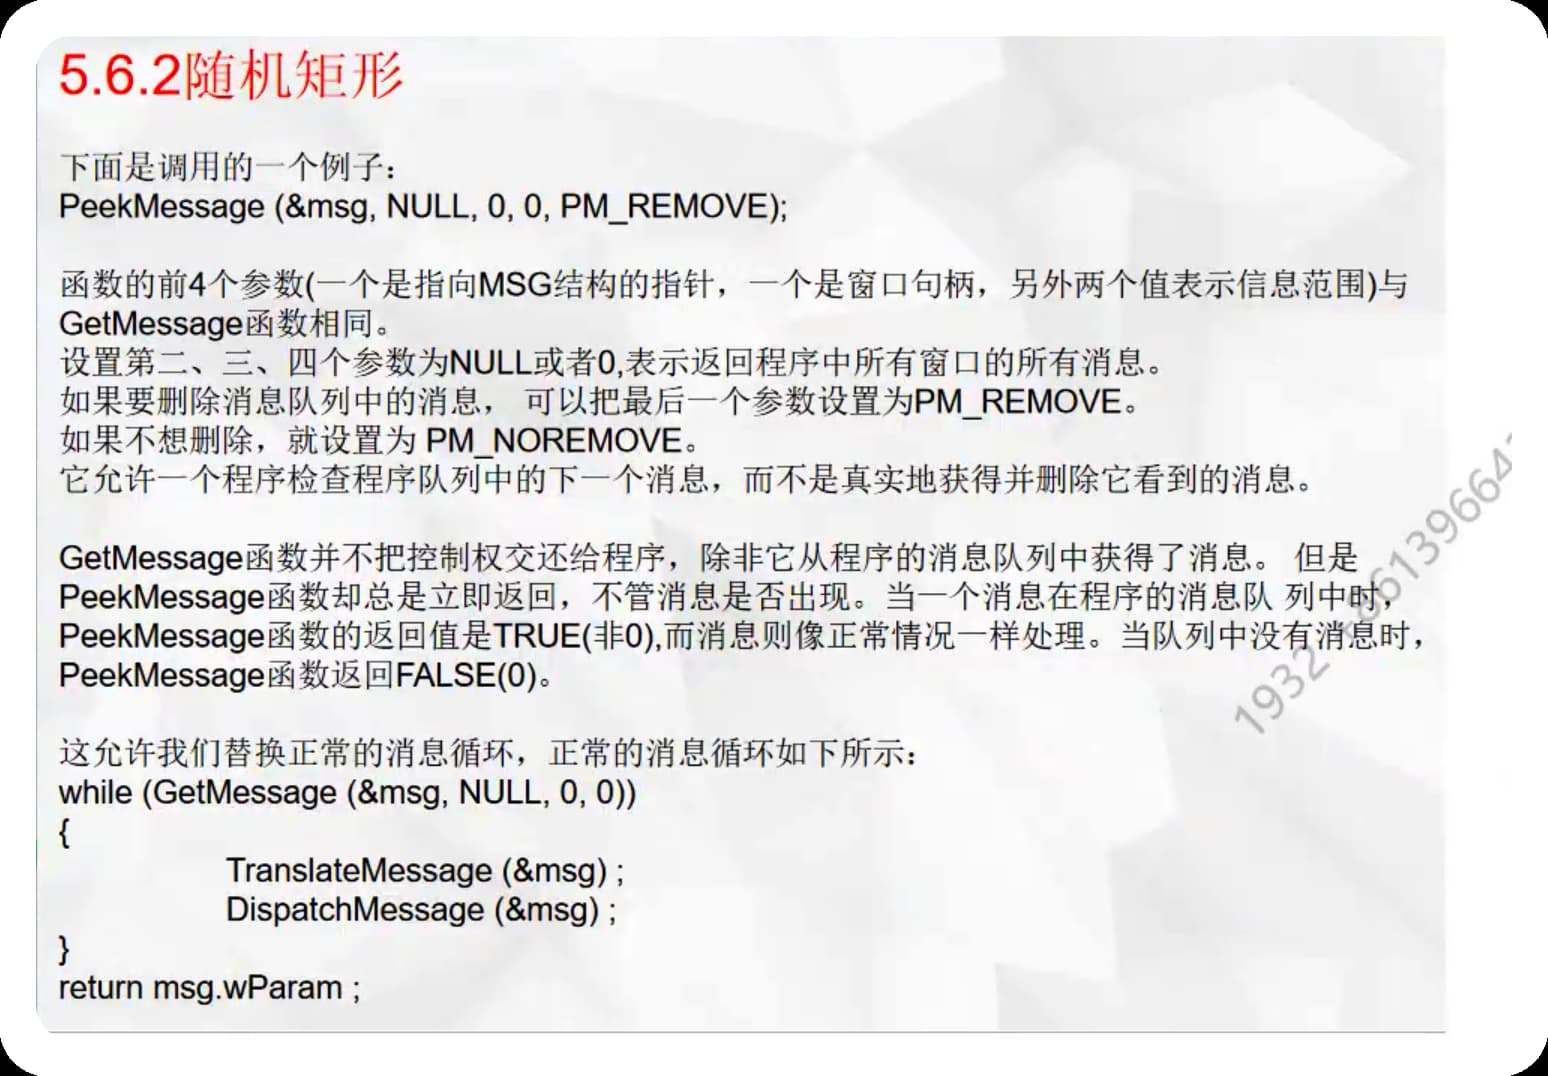 5.6.2随机矩形
下面是调用的一个例子：
PeekMessage (&msg, NULL, 0, 0, PM_REMOVE);
函数的前4个参数(一个是指向MSG结构的指针，一个是窗口句柄，另外两个值表示信息范围)与
GetMessage函数相同。
设置第二、三、四个参数为NULL或者0,表示返回程序中所有窗口的所有消息。
如果要删除消息队列中的消息， 可以把最后一个参数设置为PM_REMOVE。
如果不想删除，就设置为 PM_NOREMOVE。
它允许一个程序检查程序队列中的下一个消息，而不是真实地获得并删除它看到的消息。
GetMessage函数并不把控制权交还给程序，除非它从程序的消息队列中获得了消息。 但是
PeekMessage函数却总是立即返回，不管消息是否出现。当一个消息在程序的消息队 列中时，
PeekMessage函数的返回值是TRUE(非0),而消息则像正常情况一样处理。当队列中没有消息时，
PeekMessage函数返回FALSE(0)。
这允许我们替换正常的消息循环，正常的消息循环如下所示：
while (GetMessage (&msg, NULL, 0, 0))
{
TranslateMessage (&msg) ;
DispatchMessage (&msg) ;
}
return msg.wParam ;